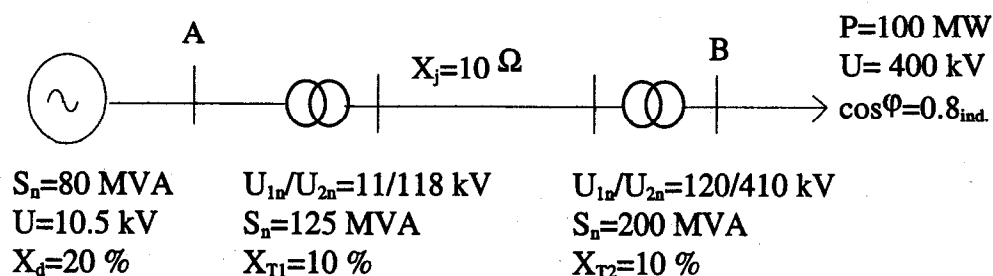 P=100 MW
A
B
X_j=10 Ω
U= 400 kV
cosφ=0.8_ind.
S_n=80 MVA
U=10.5 kV
X_d=20 %
U_1n/U_2n=11/118 kV
S_n=125 MVA
X_T1=10 %
U_1n/U_2n=120/410 kV
S_n=200 MVA
X_T2=10 %